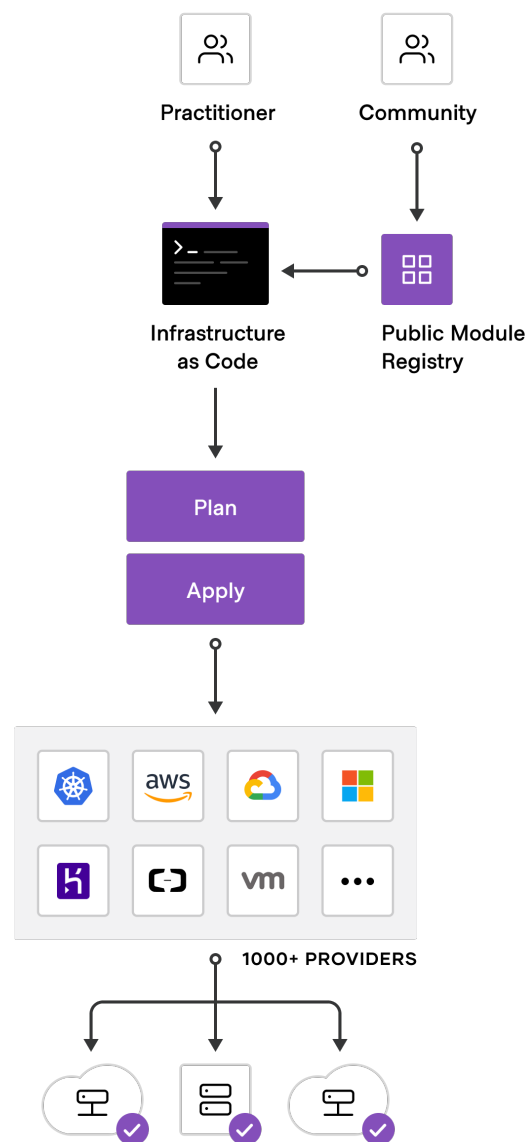 Practitioner
Community
Infrastructure
as Code
Public Module
Registry
Plan
Apply
aws
vm
1000+ PROVIDERS